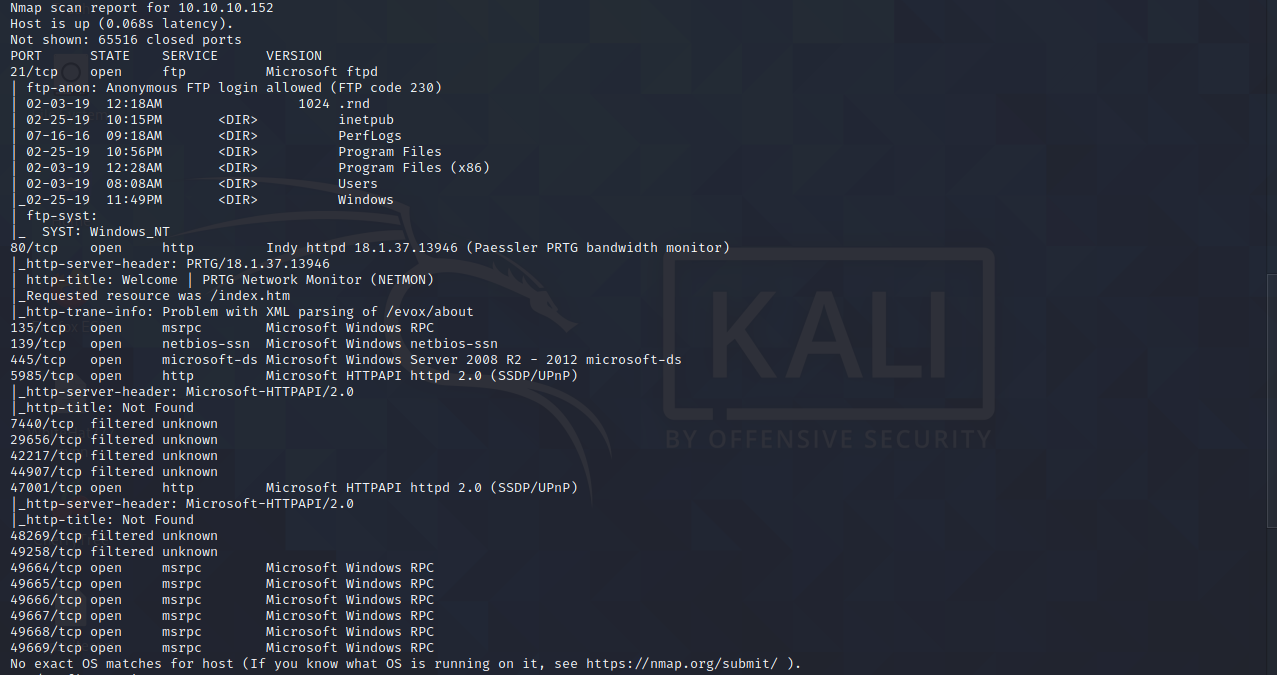 Nmap scan report for 10.10.10.152
Host is up (0.068s latency).
Not shown: 65516 closed ports
PORT      STATE    SERVICE      VERSION
21/tcp    open     ftp          Microsoft ftpd
| ftp-anon: Anonymous FTP login allowed (FTP code 230)
| 02-03-19  12:18AM                 1024 .rnd
| 02-25-19  10:15PM       <DIR>          inetpub
| 07-16-16  09:18AM       <DIR>          PerfLogs
| 02-25-19  10:56PM       <DIR>          Program Files
| 02-03-19  12:28AM       <DIR>          Program Files (x86)
| 02-03-19  08:08AM       <DIR>          Users
|_02-25-19  11:49PM       <DIR>          Windows
| ftp-syst:
|_  SYST: Windows_NT
80/tcp    open     http         Indy httpd 18.1.37.13946 (Paessler PRTG bandwidth monitor)
|_http-server-header: PRTG/18.1.37.13946
| http-title: Welcome | PRTG Network Monitor (NETMON)
|_Requested resource was /index.htm
|_http-trane-info: Problem with XML parsing of /evox/about
135/tcp   open     msrpc        Microsoft Windows RPC
139/tcp   open     netbios-ssn  Microsoft Windows netbios-ssn
445/tcp   open     microsoft-ds Microsoft Windows Server 2008 R2 - 2012 microsoft-ds
5985/tcp  open     http         Microsoft HTTPAPI httpd 2.0 (SSDP/UPnP)
|_http-server-header: Microsoft-HTTPAPI/2.0
|_http-title: Not Found
7440/tcp  filtered unknown
29656/tcp filtered unknown
42217/tcp filtered unknown
44907/tcp filtered unknown
47001/tcp open     http         Microsoft HTTPAPI httpd 2.0 (SSDP/UPnP)
|_http-server-header: Microsoft-HTTPAPI/2.0
|_http-title: Not Found
48269/tcp filtered unknown
49258/tcp filtered unknown
49664/tcp open     msrpc        Microsoft Windows RPC
49665/tcp open     msrpc        Microsoft Windows RPC
49666/tcp open     msrpc        Microsoft Windows RPC
49667/tcp open     msrpc        Microsoft Windows RPC
49668/tcp open     msrpc        Microsoft Windows RPC
49669/tcp open     msrpc        Microsoft Windows RPC
No exact OS matches for host (If you know what OS is running on it, see https://nmap.org/submit/ ).
KALI
BY OFFENSIVE SECURITY